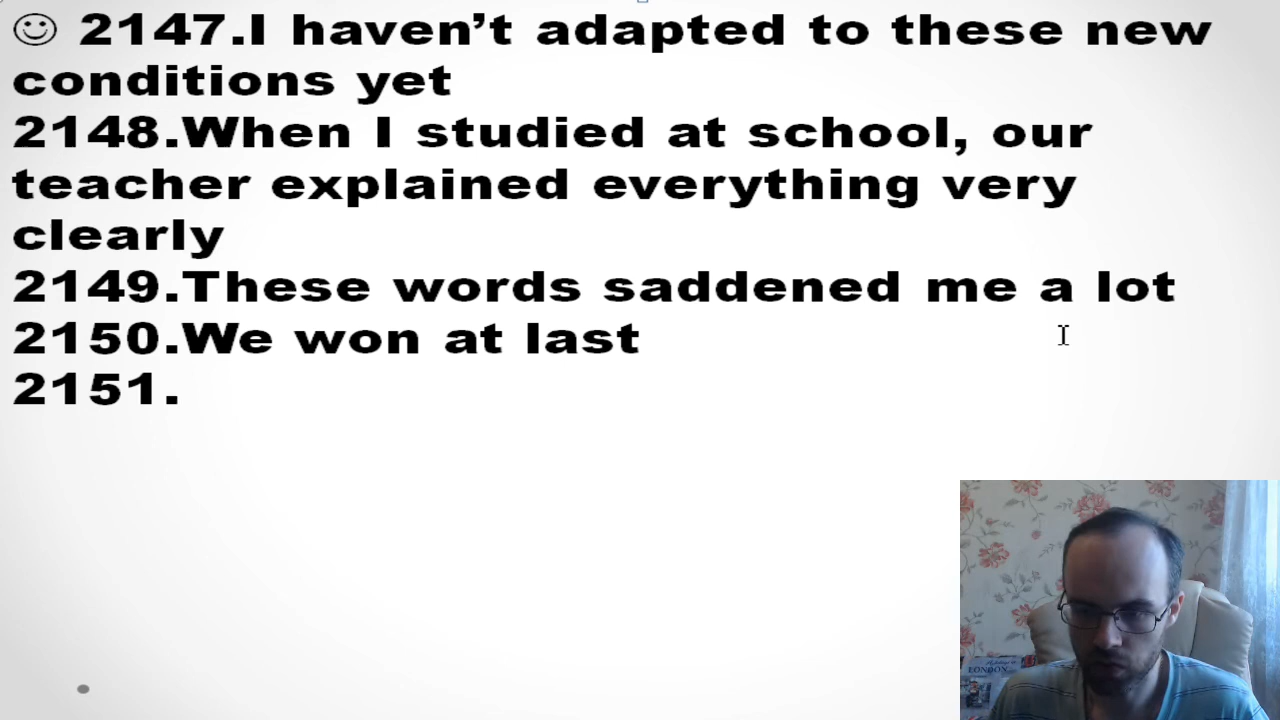 ☺ 2147.I haven’t adapted to these new
conditions yet
2148.When I studied at school, our
teacher explained everything very
clearly
2149.These words saddened me a lot
2150.We won at last
2151.
LONDON